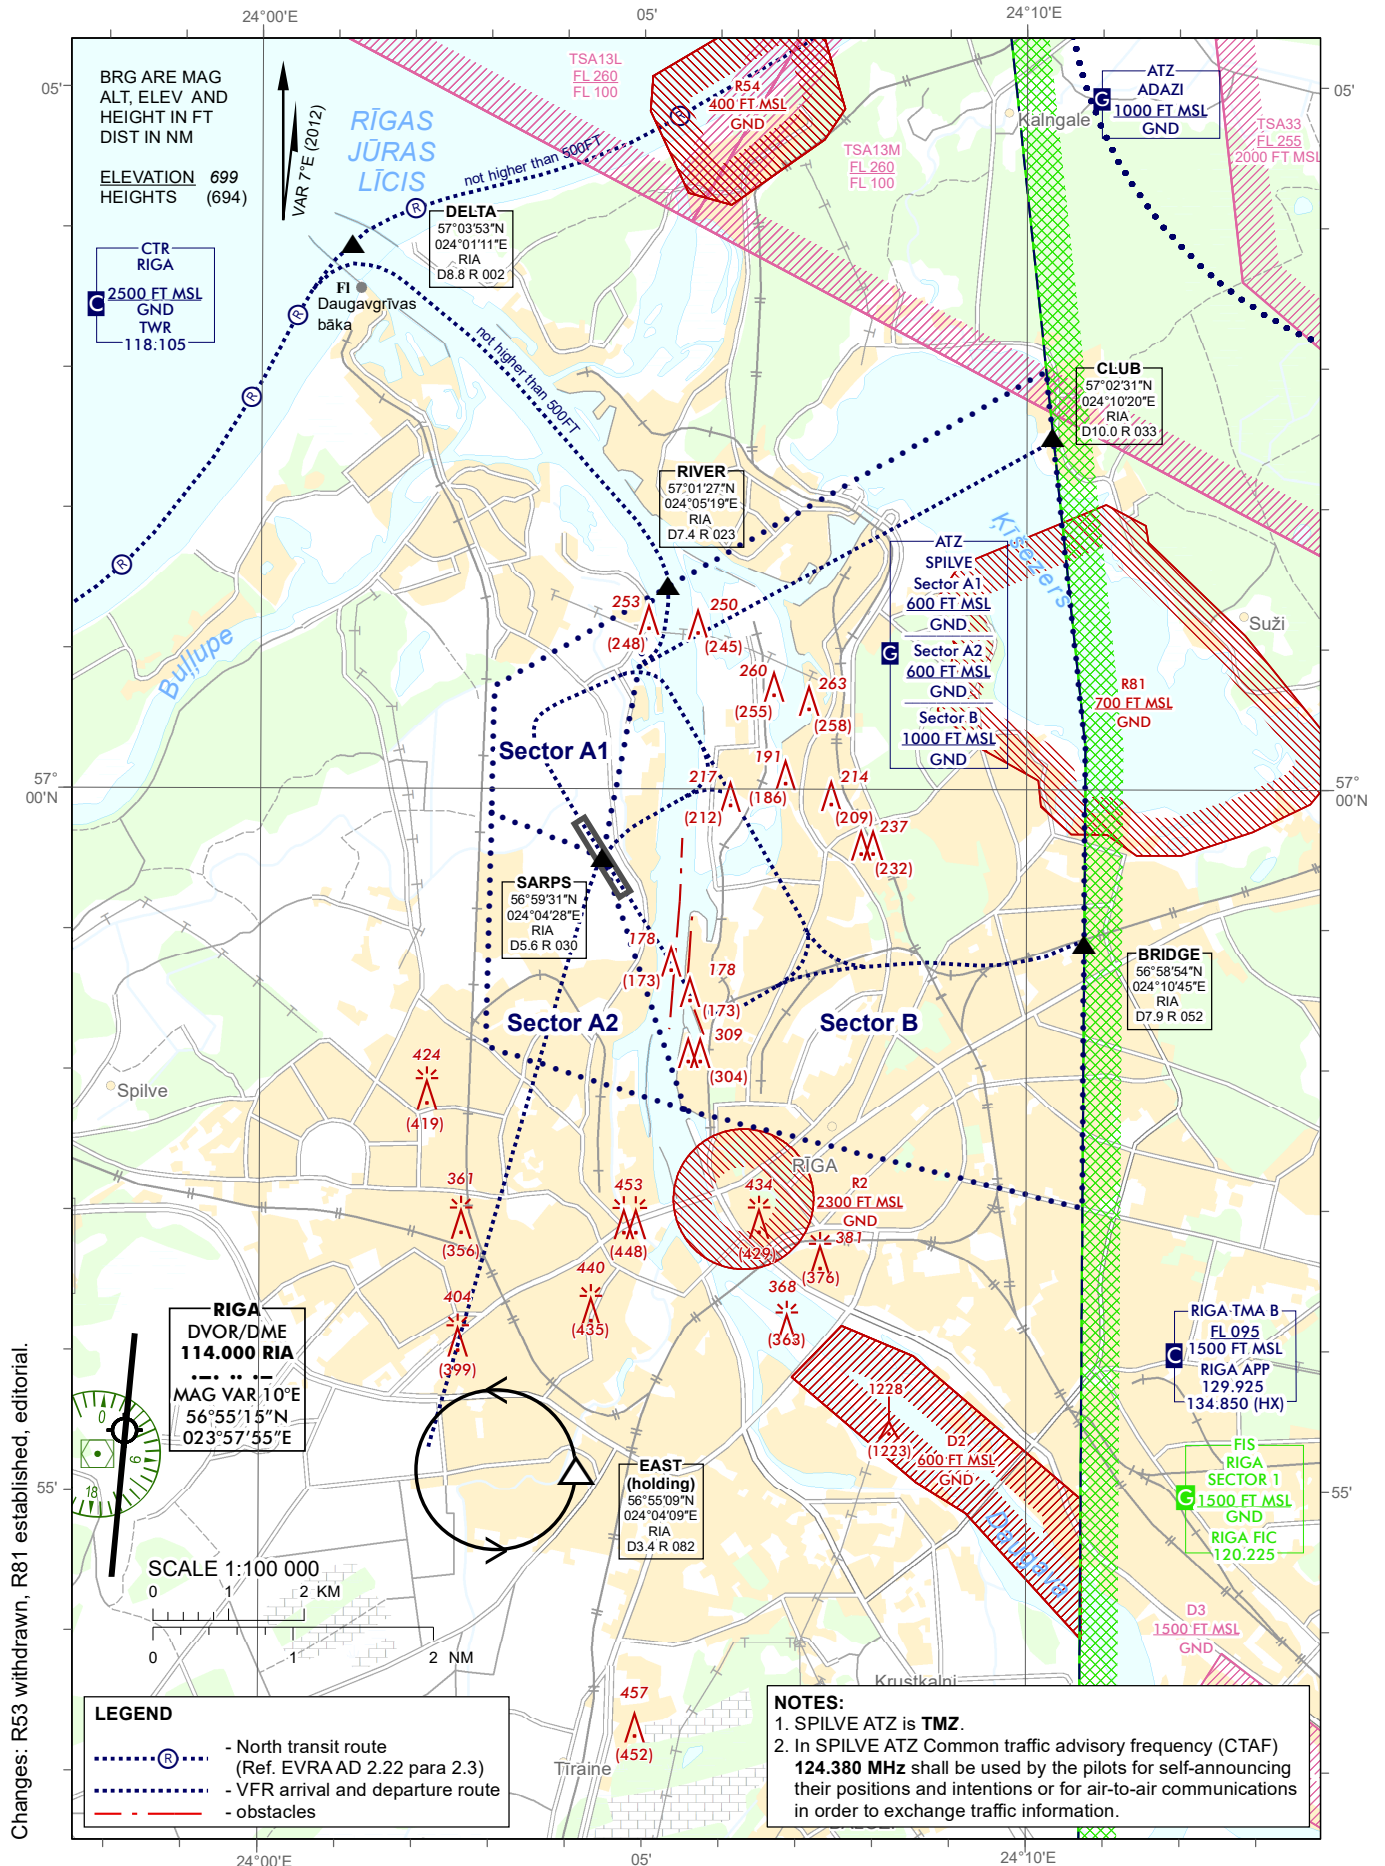 24°00'E
05'
24°10'E
05'
05'
BRG ARE MAG
ALT, ELEV AND
HEIGHT IN FT
DIST IN NM
ELEVATION 699
HEIGHTS (694)
VAR 7°E (2012)
RĪGAS
JŪRAS
LĪCIS
TSA13L
FL 260
FL 100
R54
400 FT MSL
GND
R
not higher than 500FT
R
TSA13M
FL 260
FL 100
Kalngale
ATZ
ADAZI
G
1000 FT MSL
GND
TSA33
FL 255
2000 FT MSL
CTR
RIGA
C
2500 FT MSL
GND
TWR
118.105
DELTA
57°03'53"N
024°01'11"E
RIA
D8.8 R 002
Fl
Daugavgrīvas
bāka
R
R
R
not higher than 500FT
CLUB
57°02'31"N
024°10'20"E
RIA
D10.0 R 033
RIVER
57°01'27"N
024°05'19"E
RIA
D7.4 R 023
Ķīšezers
ATZ
SPILVE
Sector A1
600 FT MSL
GND
G
Sector A2
600 FT MSL
GND
Sector B
1000 FT MSL
GND
Suži
R81
700 FT MSL
GND
Buļļupe
253
(248)
250
(245)
260
(255)
263
(258)
Sector A1
191
(186)
217
(212)
214
(209)
237
(232)
57°
00'N
57°
00'N
SARPS
56°59'31"N
024°04'28"E
RIA
D5.6 R 030
178
(173)
178
(173)
BRIDGE
56°58'54"N
024°10'45"E
RIA
D7.9 R 052
Sector A2
Sector B
309
(304)
424
(419)
Spilve
RĪGA
R2
2300 FT MSL
GND
361
(356)
453
(448)
434
(429)
381
(376)
440
(435)
368
(363)
404
(399)
RIGA
DVOR/DME
114.000 RIA
MAG VAR 10°E
56°55'15"N
023°57'55"E
0
9
18
RIGA TMA B
FL 095
C
1500 FT MSL
RIGA APP
129.925
134.850 (HX)
1228
(1223)
D2
600 FT MSL
GND
Daugava
FIS
RIGA
SECTOR 1
G
1500 FT MSL
GND
RIGA FIC
120.225
EAST
(holding)
56°55'09"N
024°04'09"E
RIA
D3.4 R 082
55'
55'
SCALE 1:100 000
0 1 2 KM
0 1 2 NM
D3
1500 FT MSL
GND
Krustkalni
457
(452)
Tīraine
LEGEND
R
- North transit route
(Ref. EVRA AD 2.22 para 2.3)
- VFR arrival and departure route
- obstacles
NOTES:
1. SPILVE ATZ is TMZ.
2. In SPILVE ATZ Common traffic advisory frequency (CTAF)
124.380 MHz shall be used by the pilots for self-announcing
their positions and intentions or for air-to-air communications
in order to exchange traffic information.
24°00'E
05'
24°10'E
Changes: R53 withdrawn, R81 established, editorial.